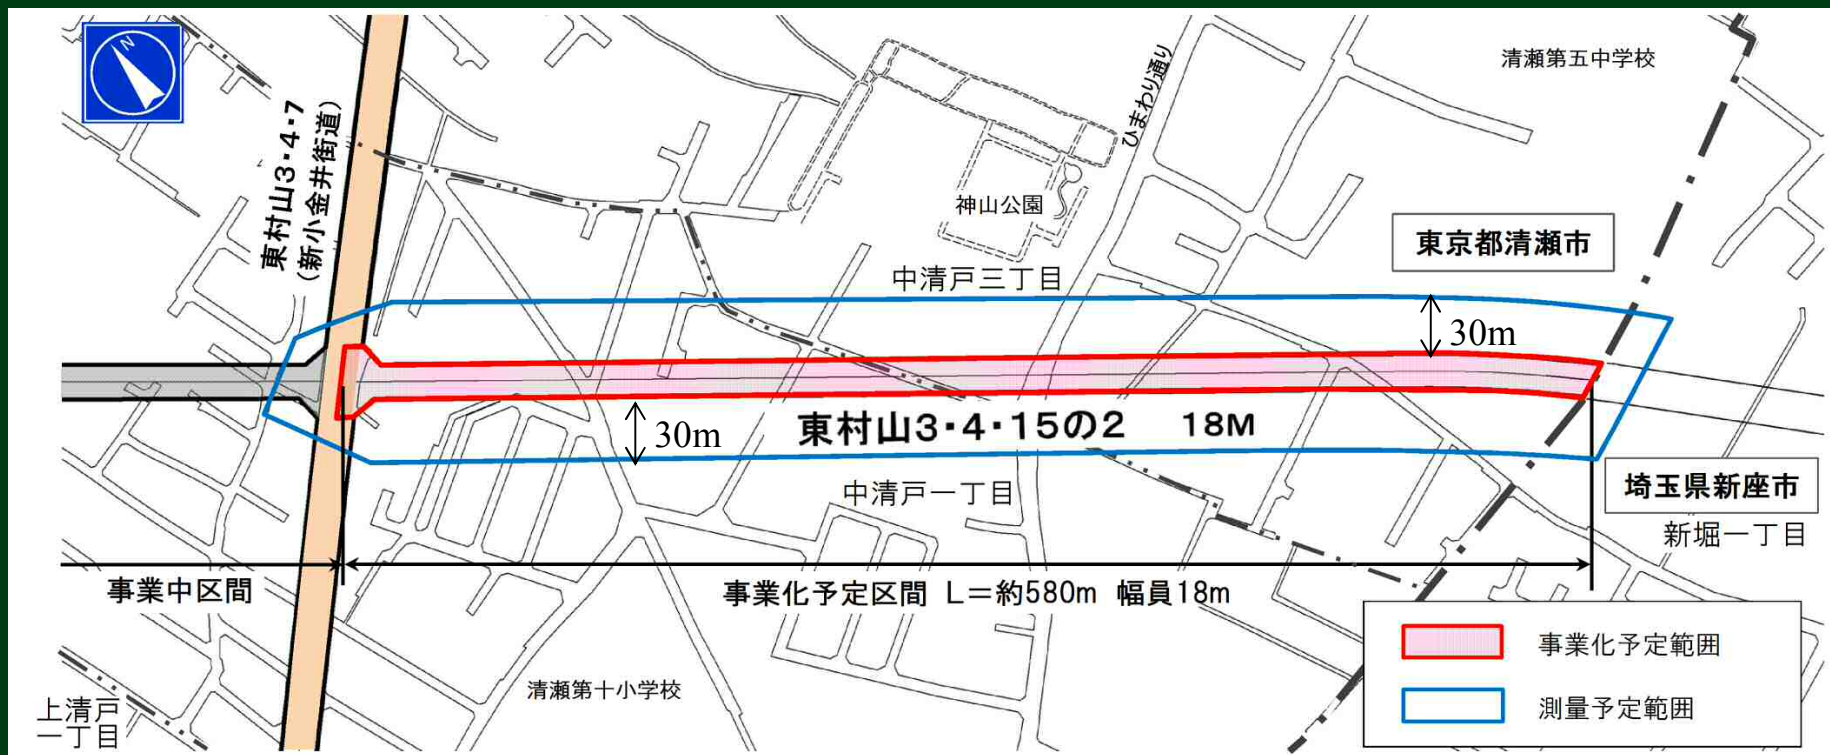 N
清瀬第五中学校
ひまわり通り
東村山3・4・7
(新小金井街道)
神山公園
東京都清瀬市
中清戸三丁目
30m
30m
東村山3・4・15の2 18M
中清戸一丁目
埼玉県新座市
新堀一丁目
事業中区間
事業化予定区間 L=約580m 幅員18m
事業化予定範囲
清瀬第十小学校
測量予定範囲
上清戸
一丁目